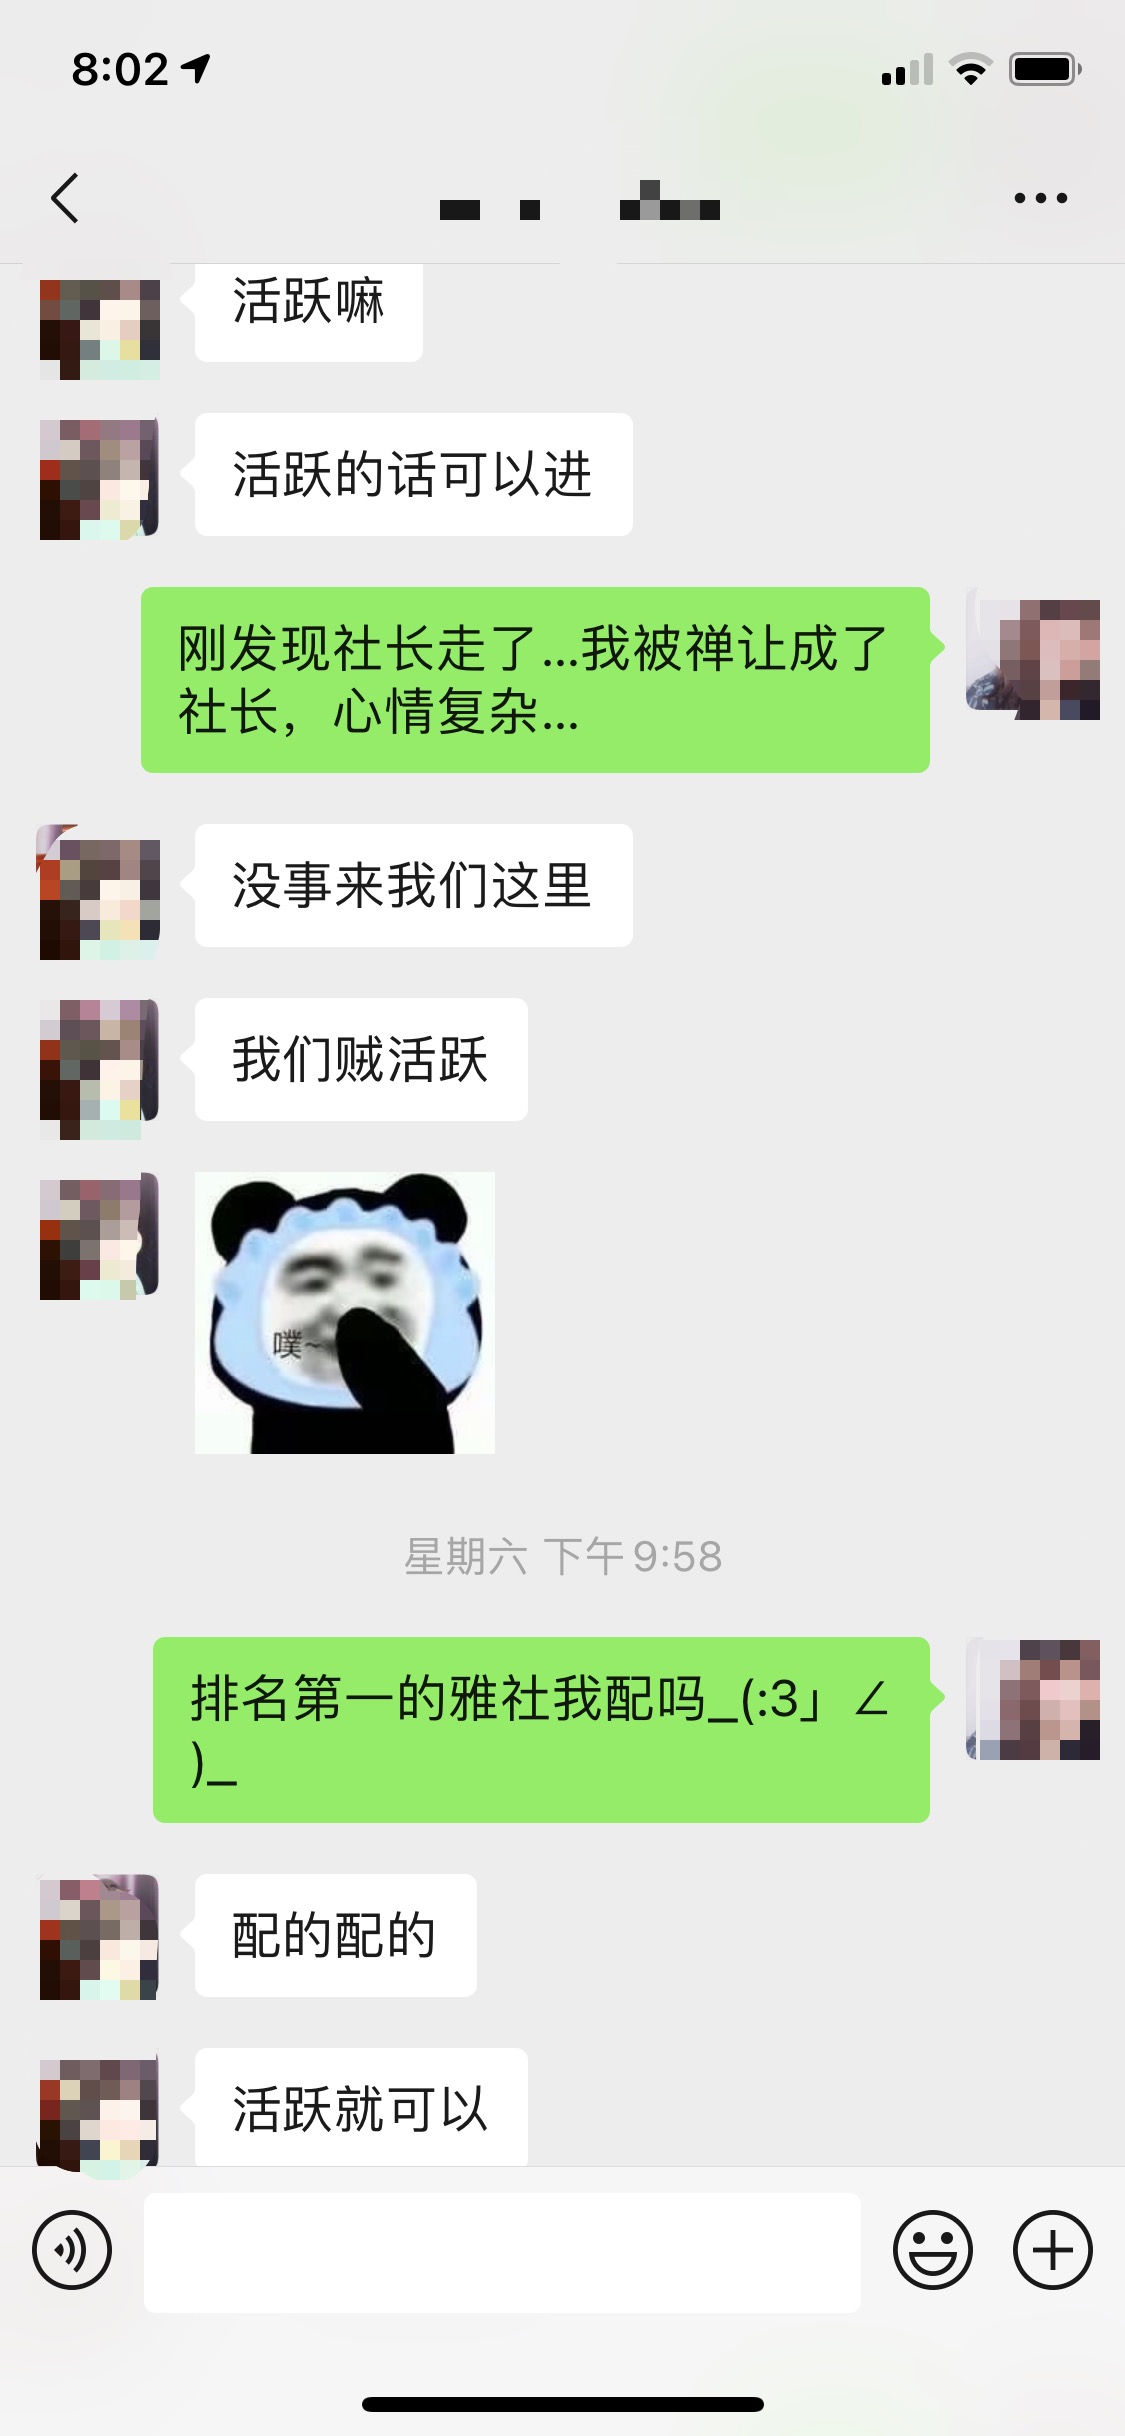 8:02
活跃嘛
活跃的话可以进
刚发现社长走了...我被禅让成了
社长，心情复杂...
没事来我们这里
我们贼活跃
噗~
星期六 下午9:58
排名第一的雅社我配吗_(:3」∠
)_
配的配的
活跃就可以